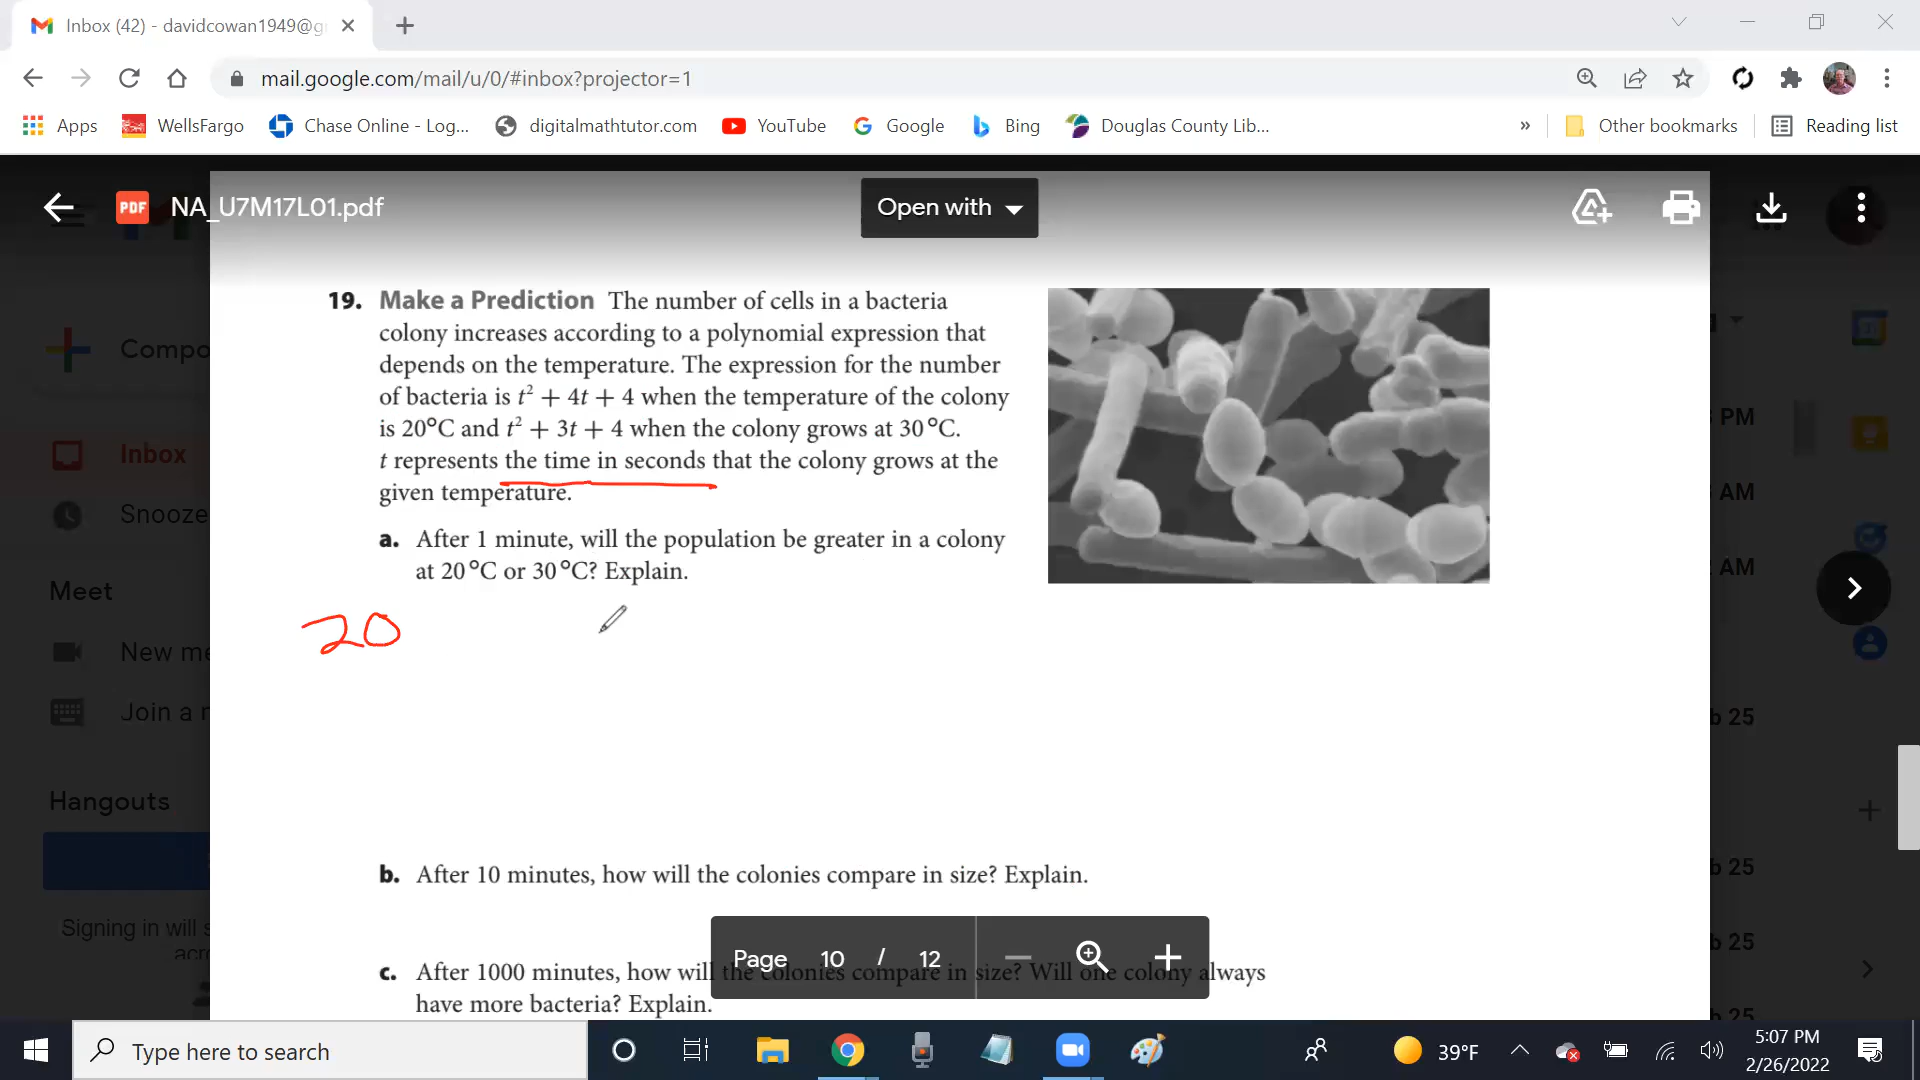 Inbox (42) - davidcowan1949@g
mail.google.com/mail/u/0/#inbox?projector=1
Apps WellsFargo Chase Online - Log... digitalmathtutor.com YouTube Google Bing Douglas County Lib... » Other bookmarks Reading list
PDF NA_U7M17L01.pdf Open with
19. Make a Prediction The number of cells in a bacteria
colony increases according to a polynomial expression that
depends on the temperature. The expression for the number
of bacteria is t² + 4t + 4 when the temperature of the colony
is 20°C and t² + 3t + 4 when the colony grows at 30°C.
t represents the time in seconds that the colony grows at the
given temperature.
a. After 1 minute, will the population be greater in a colony
at 20°C or 30°C? Explain.
20
b. After 10 minutes, how will the colonies compare in size? Explain.
c. After 1000 minutes, how will the colonies compare in size? Will one colony always
have more bacteria? Explain.
Page 10 / 12
Compo
Inbox
Snooze
Meet
New me
Join a
Hangouts
Signing in will
acro
PM
AM
AM
25
25
25
25
Type here to search
39°F
5:07 PM
2/26/2022